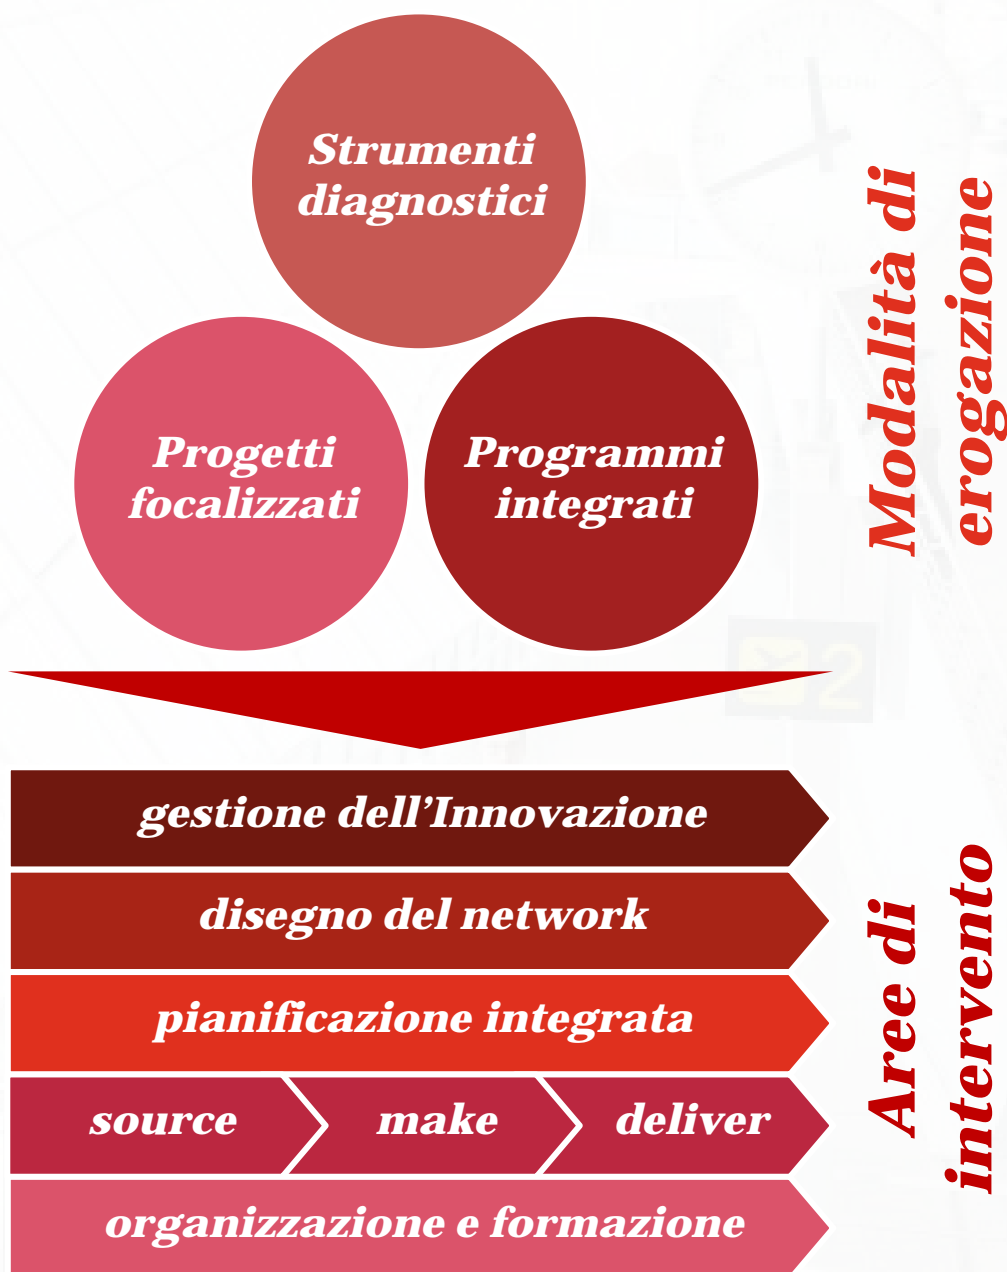 Strumenti
diagnostici
Progetti
focalizzati
Programmi
integrati
Modalità di
erogazione
gestione dell’Innovazione
disegno del network
pianificazione integrata
source
make
deliver
organizzazione e formazione
Aree di
intervento
2